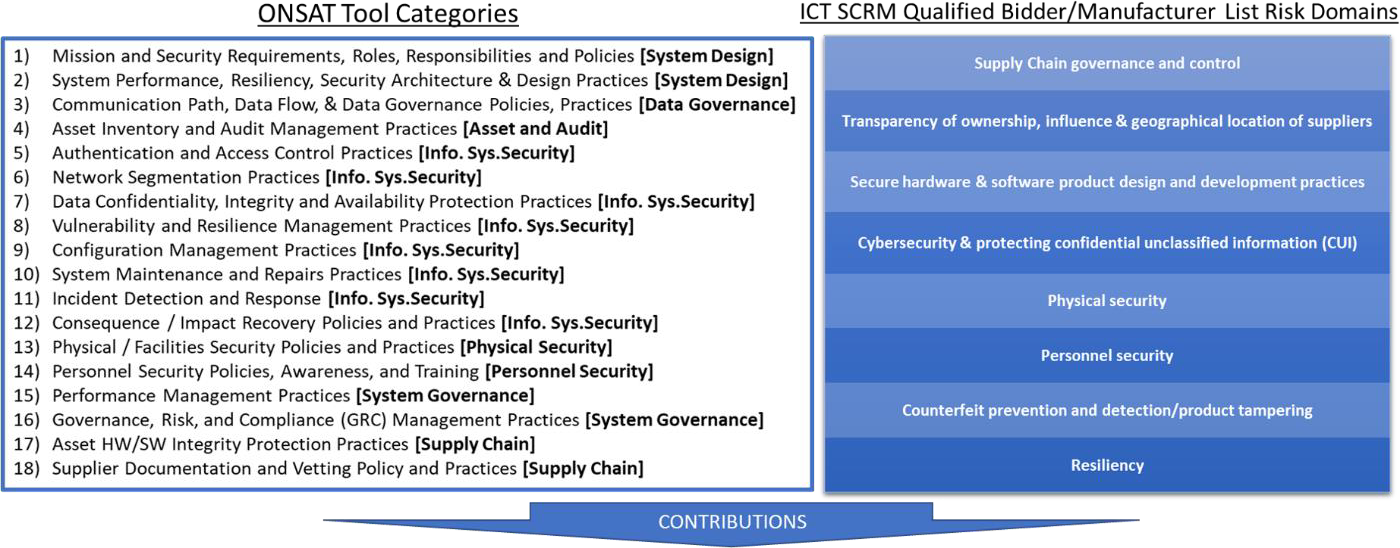 ONSAT Tool Categories
1) Mission and Security Requirements, Roles, Responsibilities and Policies [System Design]
2) System Performance, Resiliency, Security Architecture & Design Practices [System Design]
3) Communication Path, Data Flow, & Data Governance Policies, Practices [Data Governance]
4) Asset Inventory and Audit Management Practices [Asset and Audit]
5) Authentication and Access Control Practices [Info. Sys.Security]
6) Network Segmentation Practices [Info. Sys.Security]
7) Data Confidentiality, Integrity and Availability Protection Practices [Info. Sys.Security]
8) Vulnerability and Resilience Management Practices [Info. Sys.Security]
9) Configuration Management Practices [Info. Sys.Security]
10) System Maintenance and Repairs Practices [Info. Sys.Security]
11) Incident Detection and Response [Info. Sys.Security]
12) Consequence / Impact Recovery Policies and Practices [Info. Sys.Security]
13) Physical / Facilities Security Policies and Practices [Physical Security]
14) Personnel Security Policies, Awareness, and Training [Personnel Security]
15) Performance Management Practices [System Governance]
16) Governance, Risk, and Compliance (GRC) Management Practices [System Governance]
17) Asset HW/SW Integrity Protection Practices [Supply Chain]
18) Supplier Documentation and Vetting Policy and Practices [Supply Chain]
ICT SCRM Qualified Bidder/Manufacturer List Risk Domains
Supply Chain governance and control
Transparency of ownership, influence & geographical location of suppliers
Secure hardware & software product design and development practices
Cybersecurity & protecting confidential unclassified information (CUI)
Physical security
Personnel security
Counterfeit prevention and detection/product tampering
Resiliency
CONTRIBUTIONS